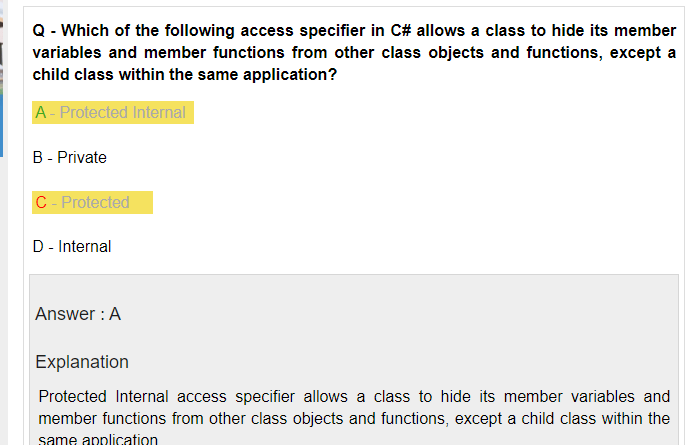 Q - Which of the following access specifier in C# allows a class to hide its member
variables and member functions from other class objects and functions, except a
child class within the same application?
A - Protected Internal
B - Private
C - Protected
D - Internal
Answer : A
Explanation
Protected Internal access specifier allows a class to hide its member variables and
member functions from other class objects and functions, except a child class within the
same application